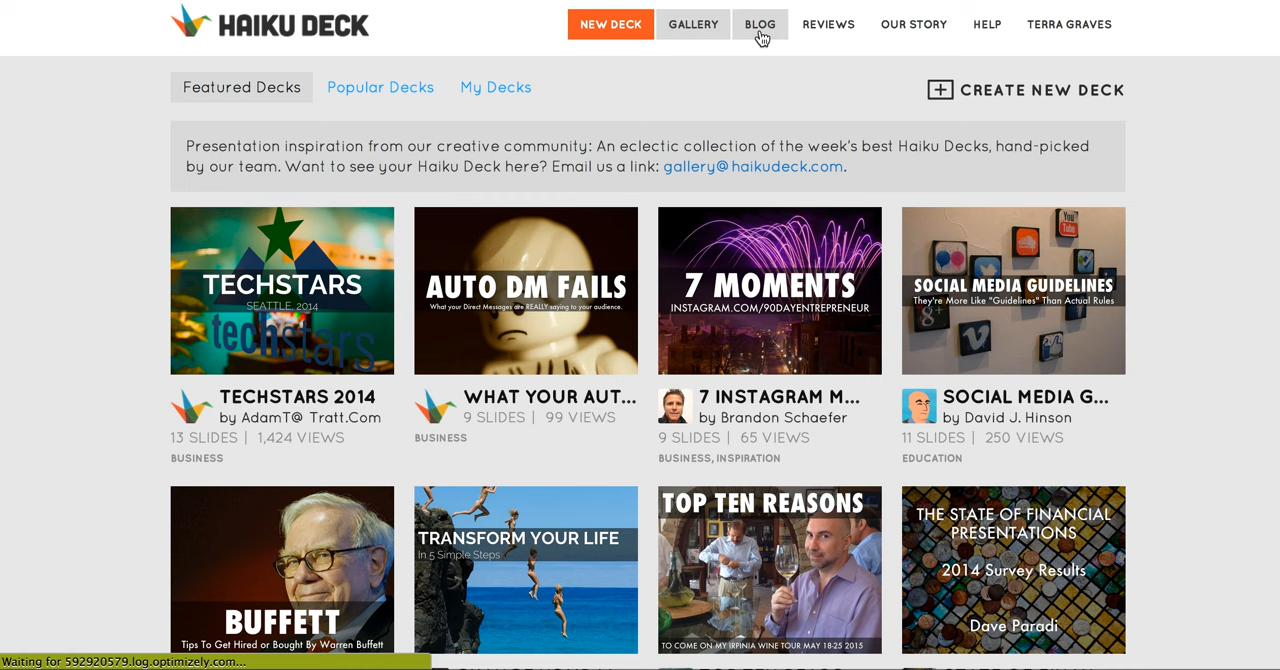 HAIKU DECK
NEW DECK
GALLERY
BLOG
REVIEWS
OUR STORY
HELP
TERRA GRAVES
Featured Decks
Popular Decks
My Decks
CREATE NEW DECK
Presentation inspiration from our creative community: An eclectic collection of the week's best Haiku Decks, hand-picked
by our team. Want to see your Haiku Deck here? Email us a link: gallery@haikudeck.com.
TECHSTARS
SEATTLE, 2014
techstars
AUTO DM FAILS
What your Direct Messages are REALLY saying to your audience.
7 MOMENTS
INSTAGRAM.COM/90DAYENTREPRENEUR
You
Tube
g+
SOCIAL MEDIA GUIDELINES
They're More Like "Guidelines" Than Actual Rules
TECHSTARS 2014
by AdamT@ Tratt.Com
13 SLIDES | 1,424 VIEWS
BUSINESS
WHAT YOUR AUT...
9 SLIDES | 99 VIEWS
BUSINESS
7 INSTAGRAM M...
by Brandon Schaefer
9 SLIDES | 65 VIEWS
BUSINESS, INSPIRATION
SOCIAL MEDIA G...
by David J. Hinson
11 SLIDES | 250 VIEWS
EDUCATION
BUFFETT
Tips To Get Hired or Bought By Warren Buffett
TRANSFORM YOUR LIFE
In 5 Simple Steps
TOP TEN REASONS
TO COME ON MY IRPINIA WINE TOUR MAY 18-25 2015
THE STATE OF FINANCIAL
PRESENTATIONS
2014 Survey Results
Dave Paradi
Waiting for 592920579.log.optimizely.com...